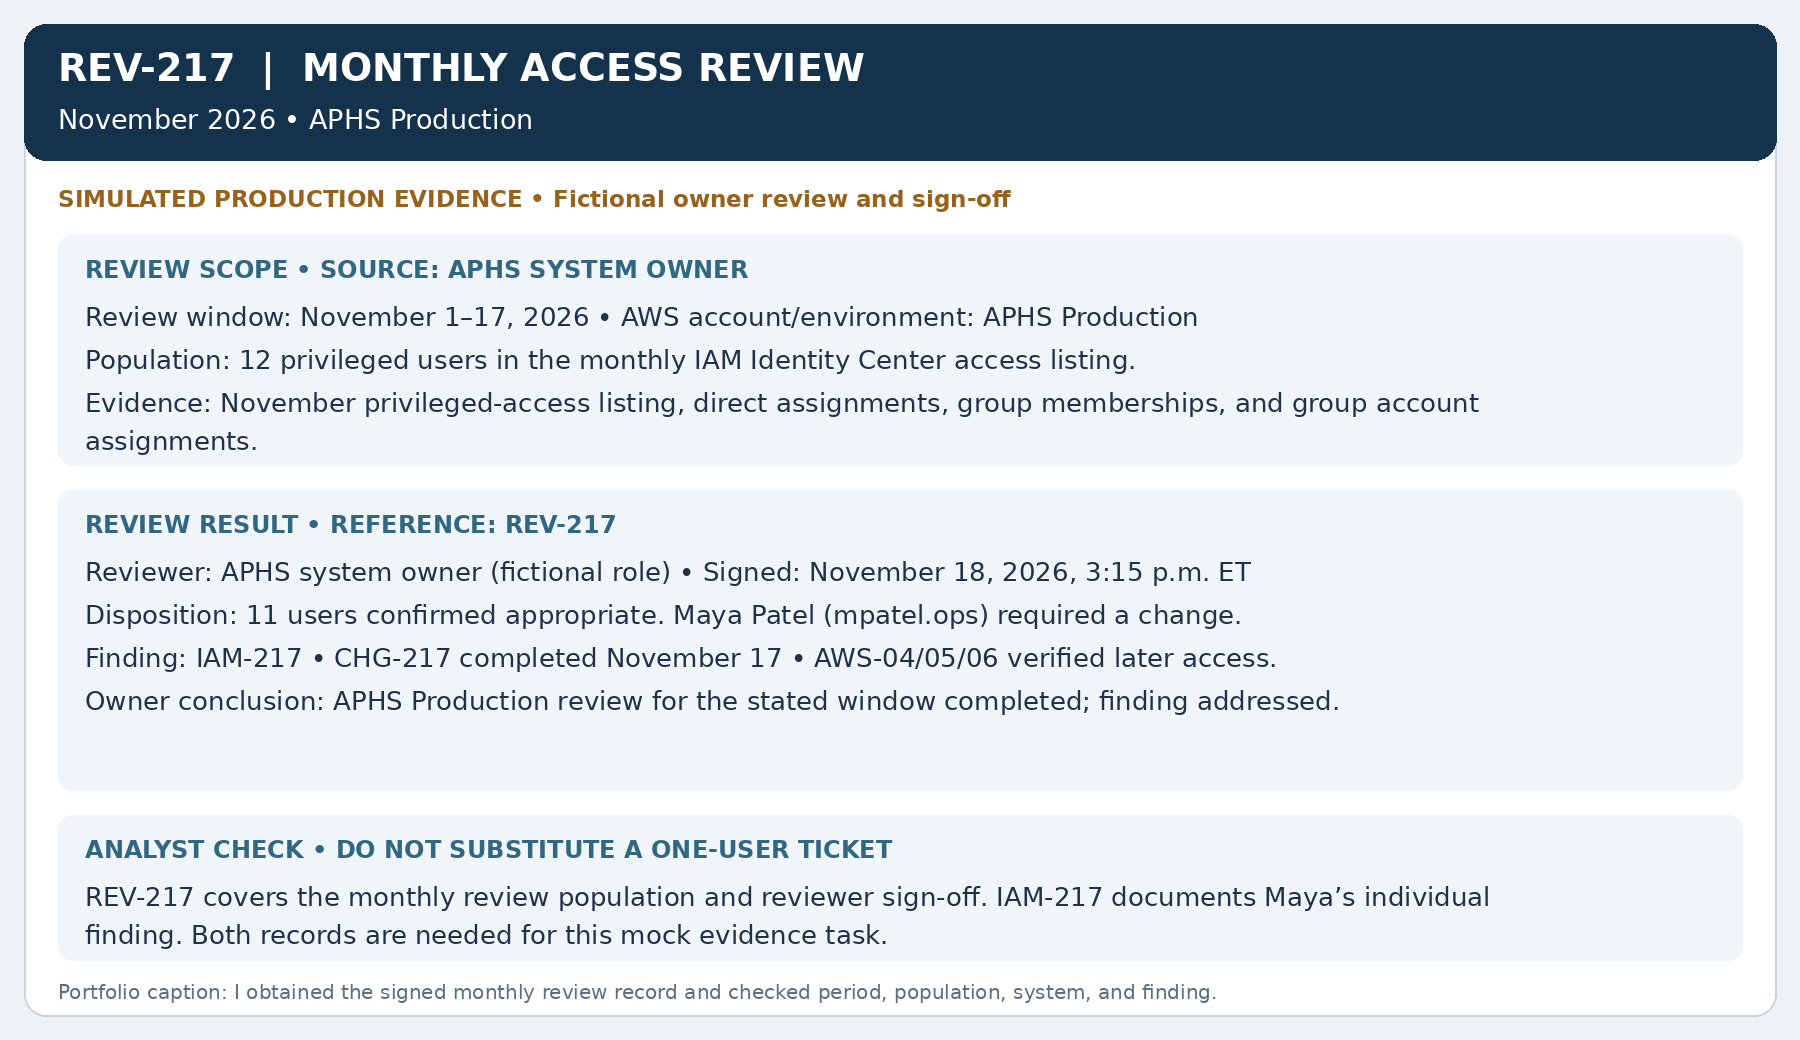 REV-217 | MONTHLY ACCESS REVIEW
November 2026 • APHS Production
SIMULATED PRODUCTION EVIDENCE • Fictional owner review and sign-off
REVIEW SCOPE • SOURCE: APHS SYSTEM OWNER
Review window: November 1–17, 2026 • AWS account/environment: APHS Production
Population: 12 privileged users in the monthly IAM Identity Center access listing.
Evidence: November privileged-access listing, direct assignments, group memberships, and group account
assignments.
REVIEW RESULT • REFERENCE: REV-217
Reviewer: APHS system owner (fictional role) • Signed: November 18, 2026, 3:15 p.m. ET
Disposition: 11 users confirmed appropriate. Maya Patel (mpatel.ops) required a change.
Finding: IAM-217 • CHG-217 completed November 17 • AWS-04/05/06 verified later access.
Owner conclusion: APHS Production review for the stated window completed; finding addressed.
ANALYST CHECK • DO NOT SUBSTITUTE A ONE-USER TICKET
REV-217 covers the monthly review population and reviewer sign-off. IAM-217 documents Maya’s individual
finding. Both records are needed for this mock evidence task.
Portfolio caption: I obtained the signed monthly review record and checked period, population, system, and finding.